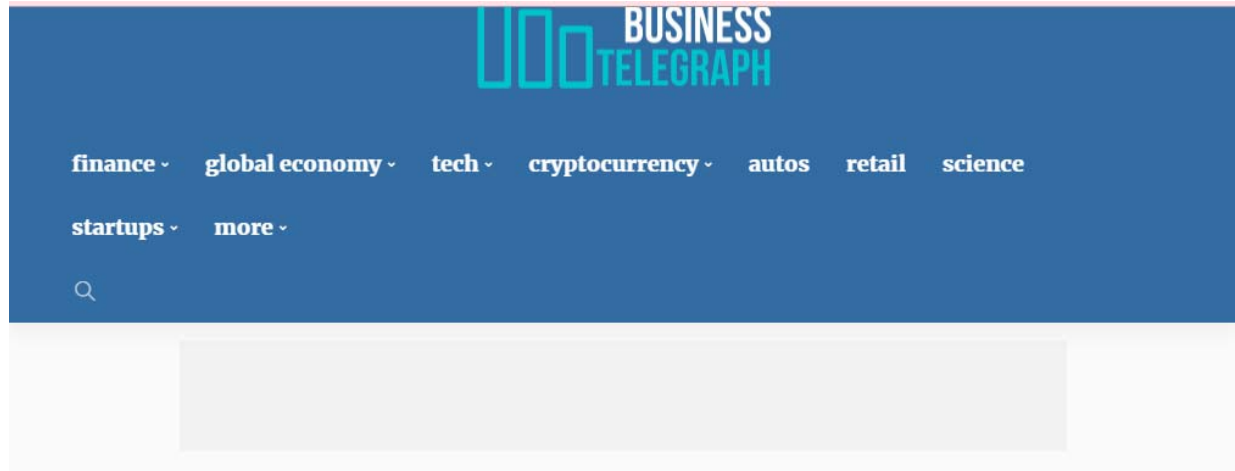 BUSINESS
TELEGRAPH
finance global economy tech cryptocurrency autos retail science
startups more